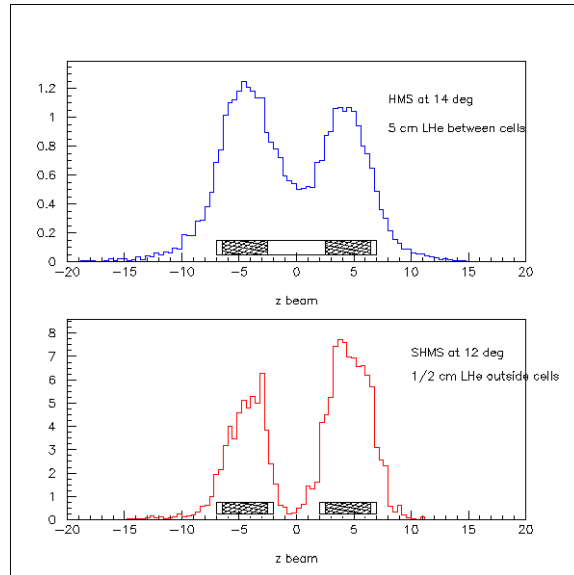 1.2
1
0.8
0.6
0.4
0.2
0
HMS at 14 deg
5 cm LHe between cells
−20 −15 −10 −5 0 5 10 15 20
z beam
8
7
6
5
4
3
2
1
0
SHMS at 12 deg
1/2 cm LHe outside cells
−20 −15 −10 −5 0 5 10 15 20
z beam